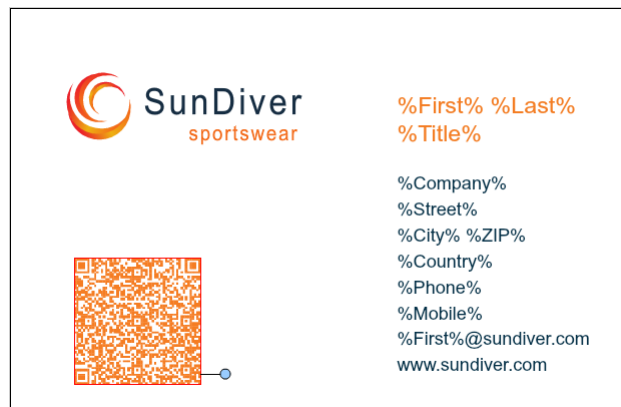 SunDiver
sportswear
%First% %Last%
%Title%
%Company%
%Street%
%City% %ZIP%
%Country%
%Phone%
%Mobile%
%First%@sundiver.com
www.sundiver.com